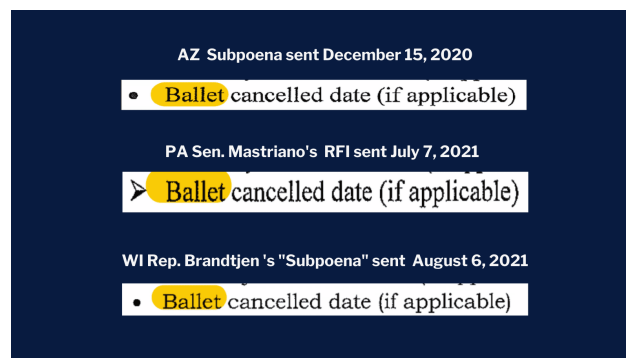 AZ Subpoena sent December 15, 2020
• Ballet cancelled date (if applicable)
PA Sen. Mastriano's RFI sent July 7, 2021
➢ Ballet cancelled date (if applicable)
WI Rep. Brandtjen 's "Subpoena" sent August 6, 2021
• Ballet cancelled date (if applicable)